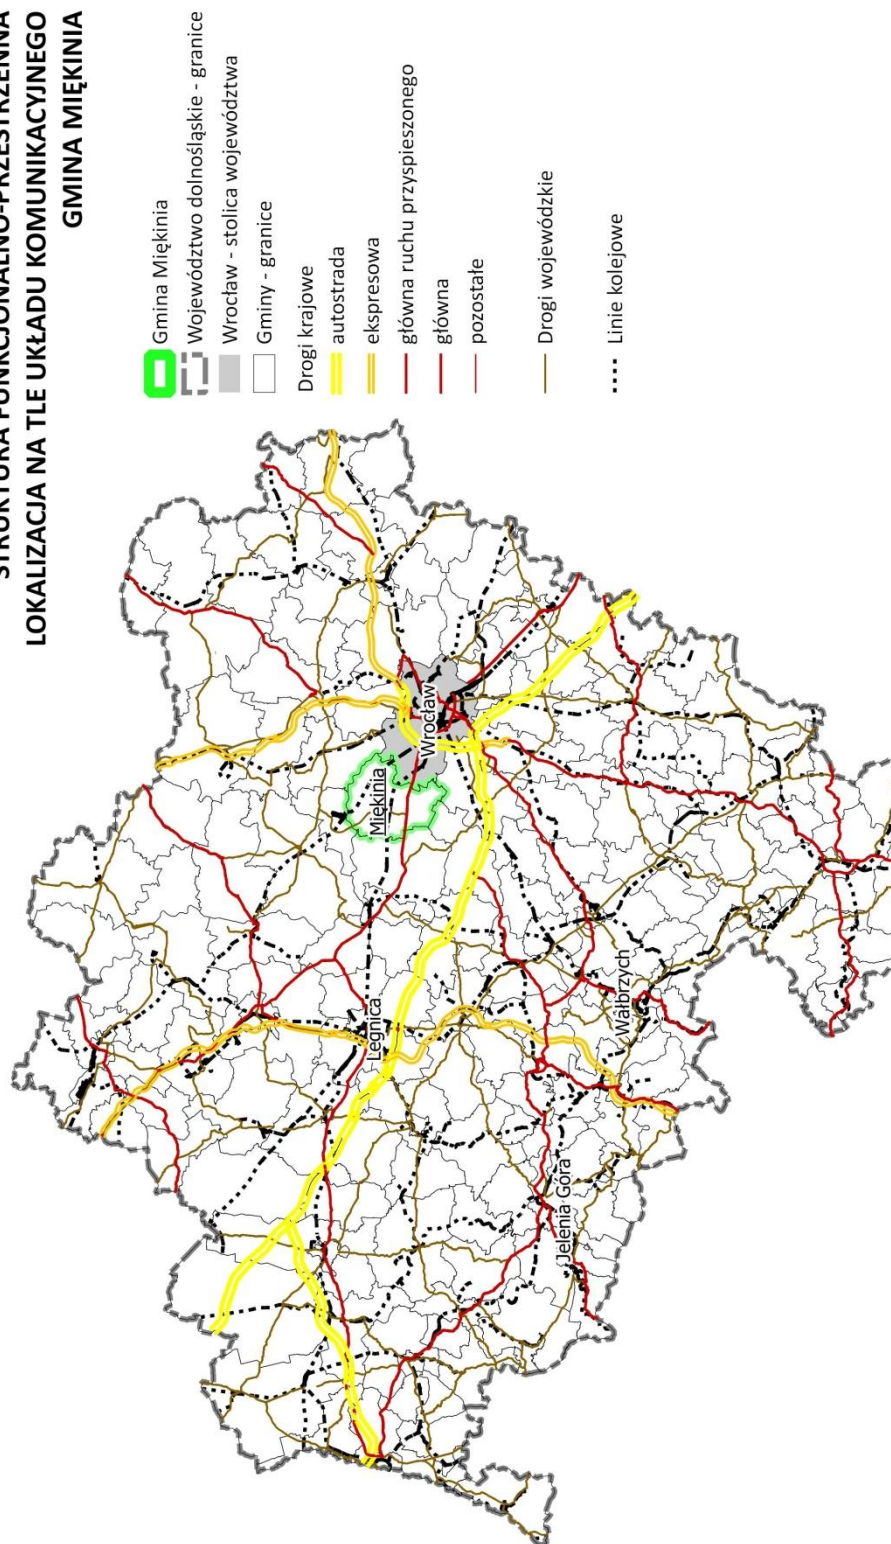 STRUKTURA FUNKCJONALNO-PRZESTRZENNA
LOKALIZACJA NA TLE UKŁADU KOMUNIKACYJNEGO
GMINA MIĘKINIA
Gmina Miękinia
Województwo dolnośląskie - granice
Wrocław - stolica województwa
Gminy - granice
Drogi krajowe
autostrada
ekspresowa
główna ruchu przyspieszonego
główna
pozostałe
Drogi wojewódzkie
Linie kolejowe
Miękinia
Wrocław
Legnica
Wałbrzych
Jelenia Góra